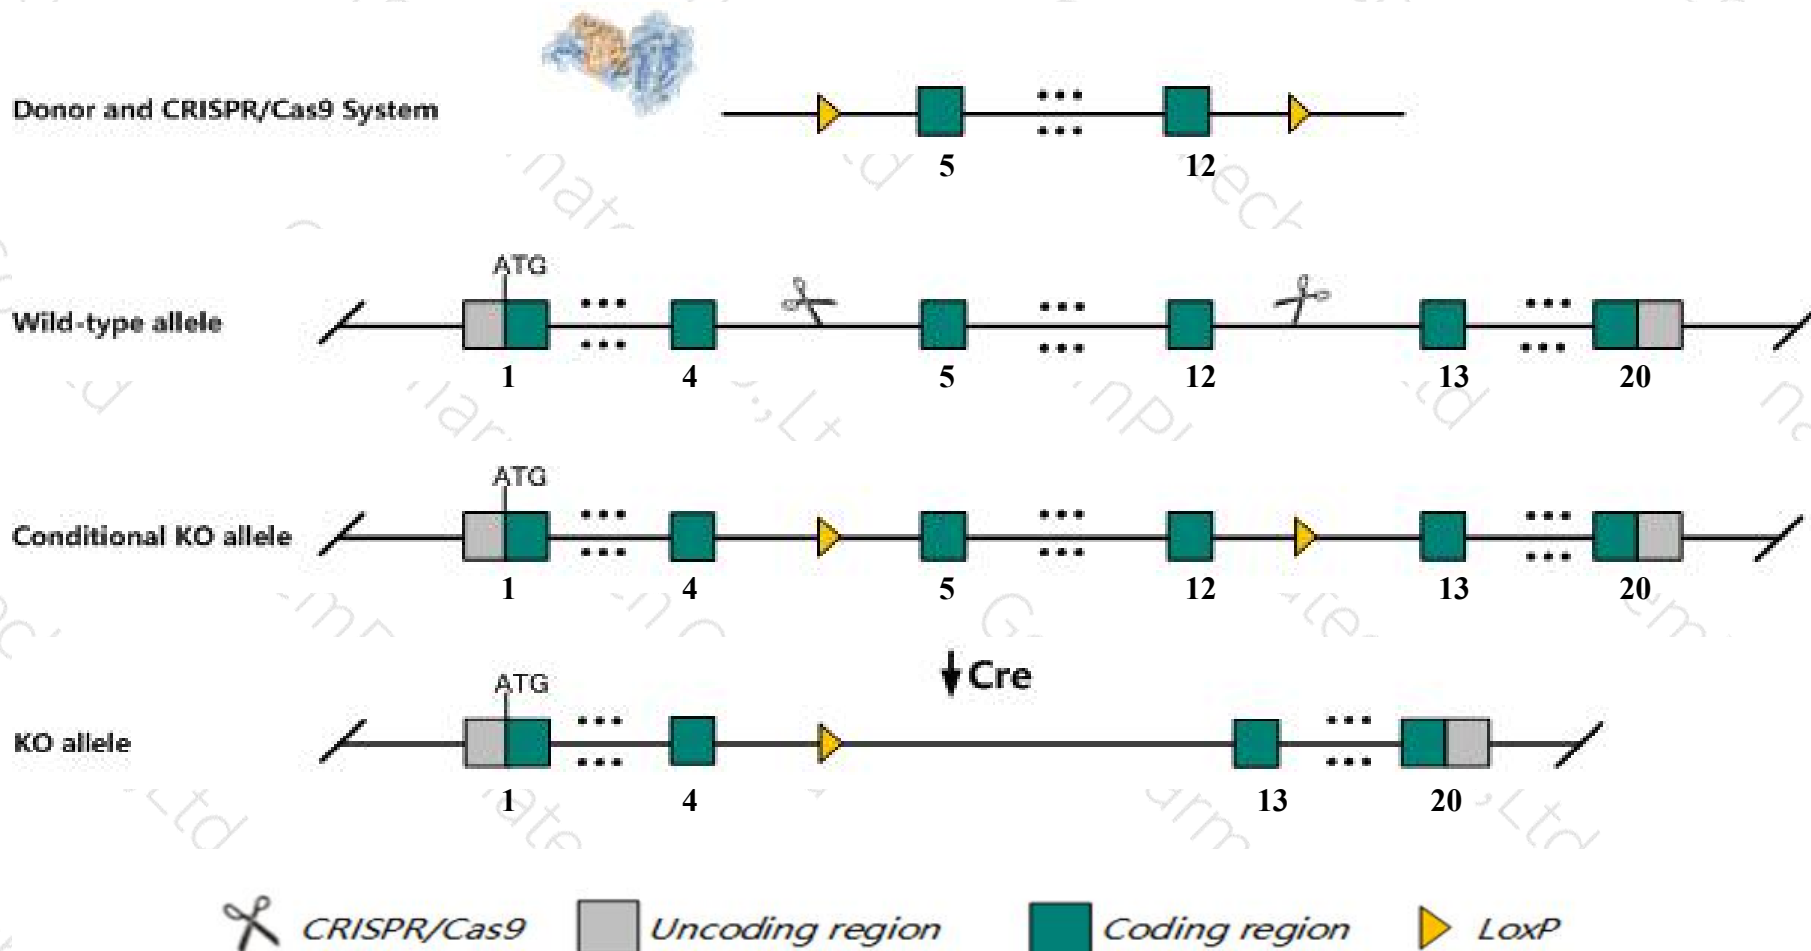 Donor and CRISPR/Cas9 System
5 12
ATG
Wild-type allele
1 4 5 12 13 20
ATG
Conditional KO allele
1 4 5 12 13 20
Cre
ATG
KO allele
1 4 13 20
CRISPR/Cas9 Uncoding region Coding region LoxP